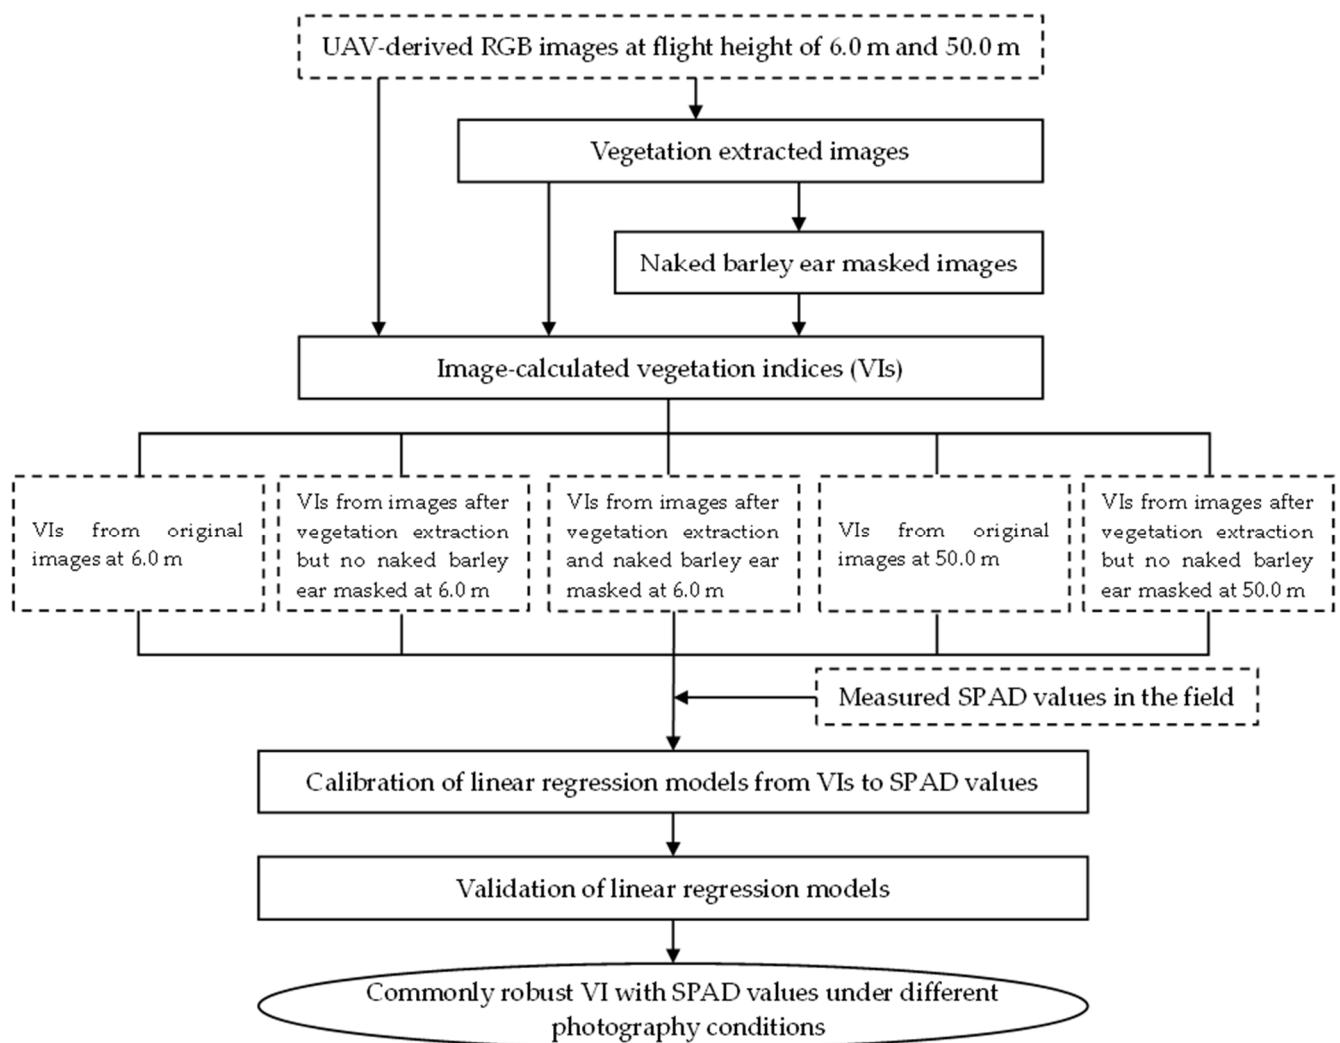 UAV-derived RGB images at flight height of 6.0 m and 50.0 m
Vegetation extracted images
Naked barley ear masked images
Image-calculated vegetation indices (VIs)
VIs from original
images at 6.0 m
VIs from images after
vegetation extraction
but no naked barley
ear masked at 6.0 m
VIs from images after
vegetation extraction
and naked barley ear
masked at 6.0 m
VIs from original
images at 50.0 m
VIs from images after
vegetation extraction
but no naked barley
ear masked at 50.0 m
Measured SPAD values in the field
Calibration of linear regression models from VIs to SPAD values
Validation of linear regression models
Commonly robust VI with SPAD values under different
photography conditions